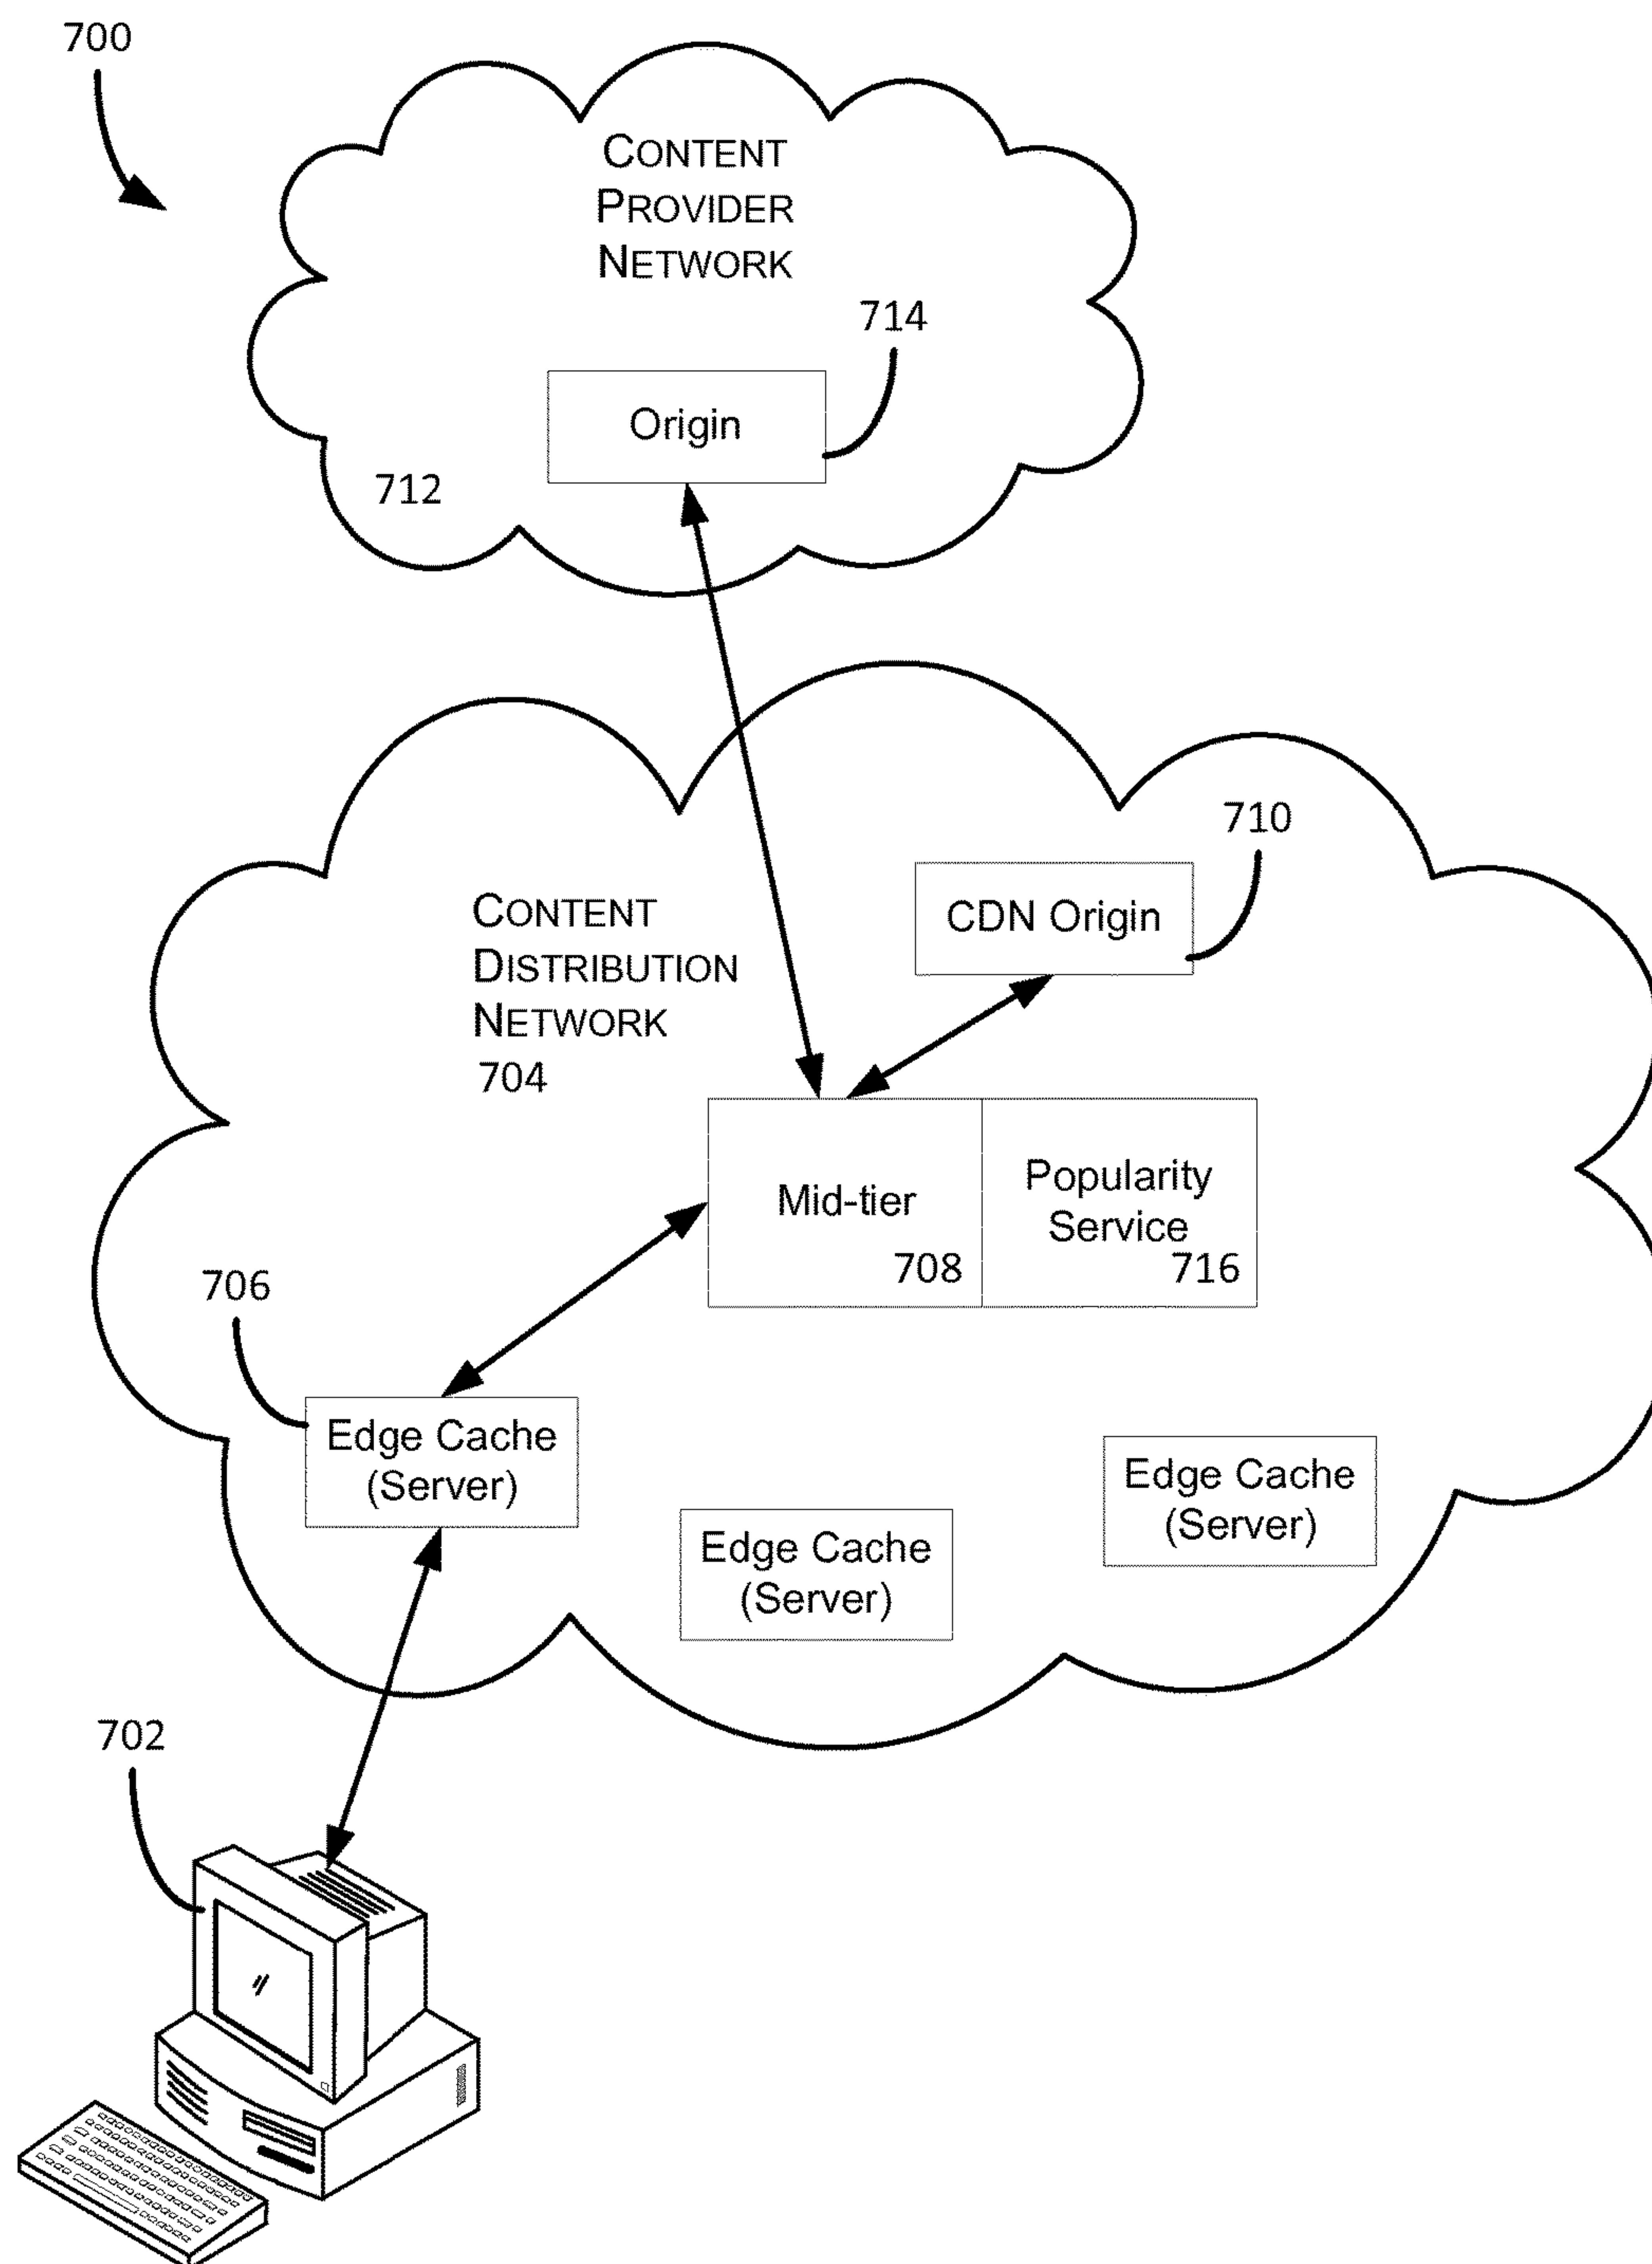 700
CONTENT
PROVIDER
NETWORK
714
Origin
712
710
CDN Origin
CONTENT
DISTRIBUTION
NETWORK
704
Mid-tier
708
Popularity
Service
716
706
Edge Cache
(Server)
Edge Cache
(Server)
Edge Cache
(Server)
702